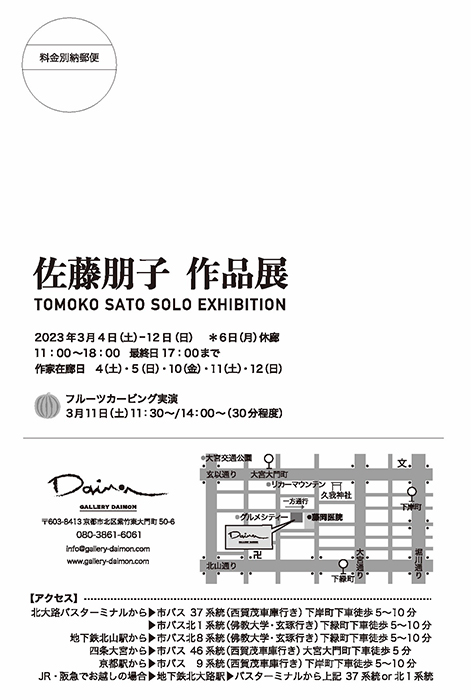 料金別納郵便
佐藤朋子 作品展
TOMOKO SATO SOLO EXHIBITION
2023年3月4日(土)-12日(日) ＊6日(月)休廊
11：00〜18：00 最終日17：00まで
作家在廊日 4(土)・5(日)・10(金)・11(土)・12(日)
フルーツカービング実演
3月11日(土)11：30〜/14：00〜(30分程度)
Daimon
GALLERY DAIMON
〒603-8413 京都市北区紫竹東大門町 50-6
080-3861-6061
info@gallery-daimon.com
www.gallery-daimon.com
大宮交通公園
玄以通り 大宮大門町
文
リカーマウンテン
久我神社
下岸町
一方通行
グルメシティー
藤岡医院
Daimon
卍
大宮通り
堀川通り
北山通り
下緑町
【アクセス】
北大路バスターミナルから▶市バス 37 系統(西賀茂車庫行き)下岸町下車徒歩 5〜10 分
▶市バス北1 系統(佛教大学・玄琢行き)下緑町下車徒歩 5〜10 分
地下鉄北山駅から▶市バス北8 系統(佛教大学・玄琢行き)下緑町下車徒歩 5〜10 分
四条大宮から▶市バス 46 系統(西賀茂車庫行き)大宮大門町下車徒歩 5 分
京都駅から▶市バス 9 系統(西賀茂車庫行き)下岸町下車徒歩 5〜10 分
JR・阪急でお越しの場合▶地下鉄北大路駅▶バスターミナルから上記 37 系統 or 北 1 系統